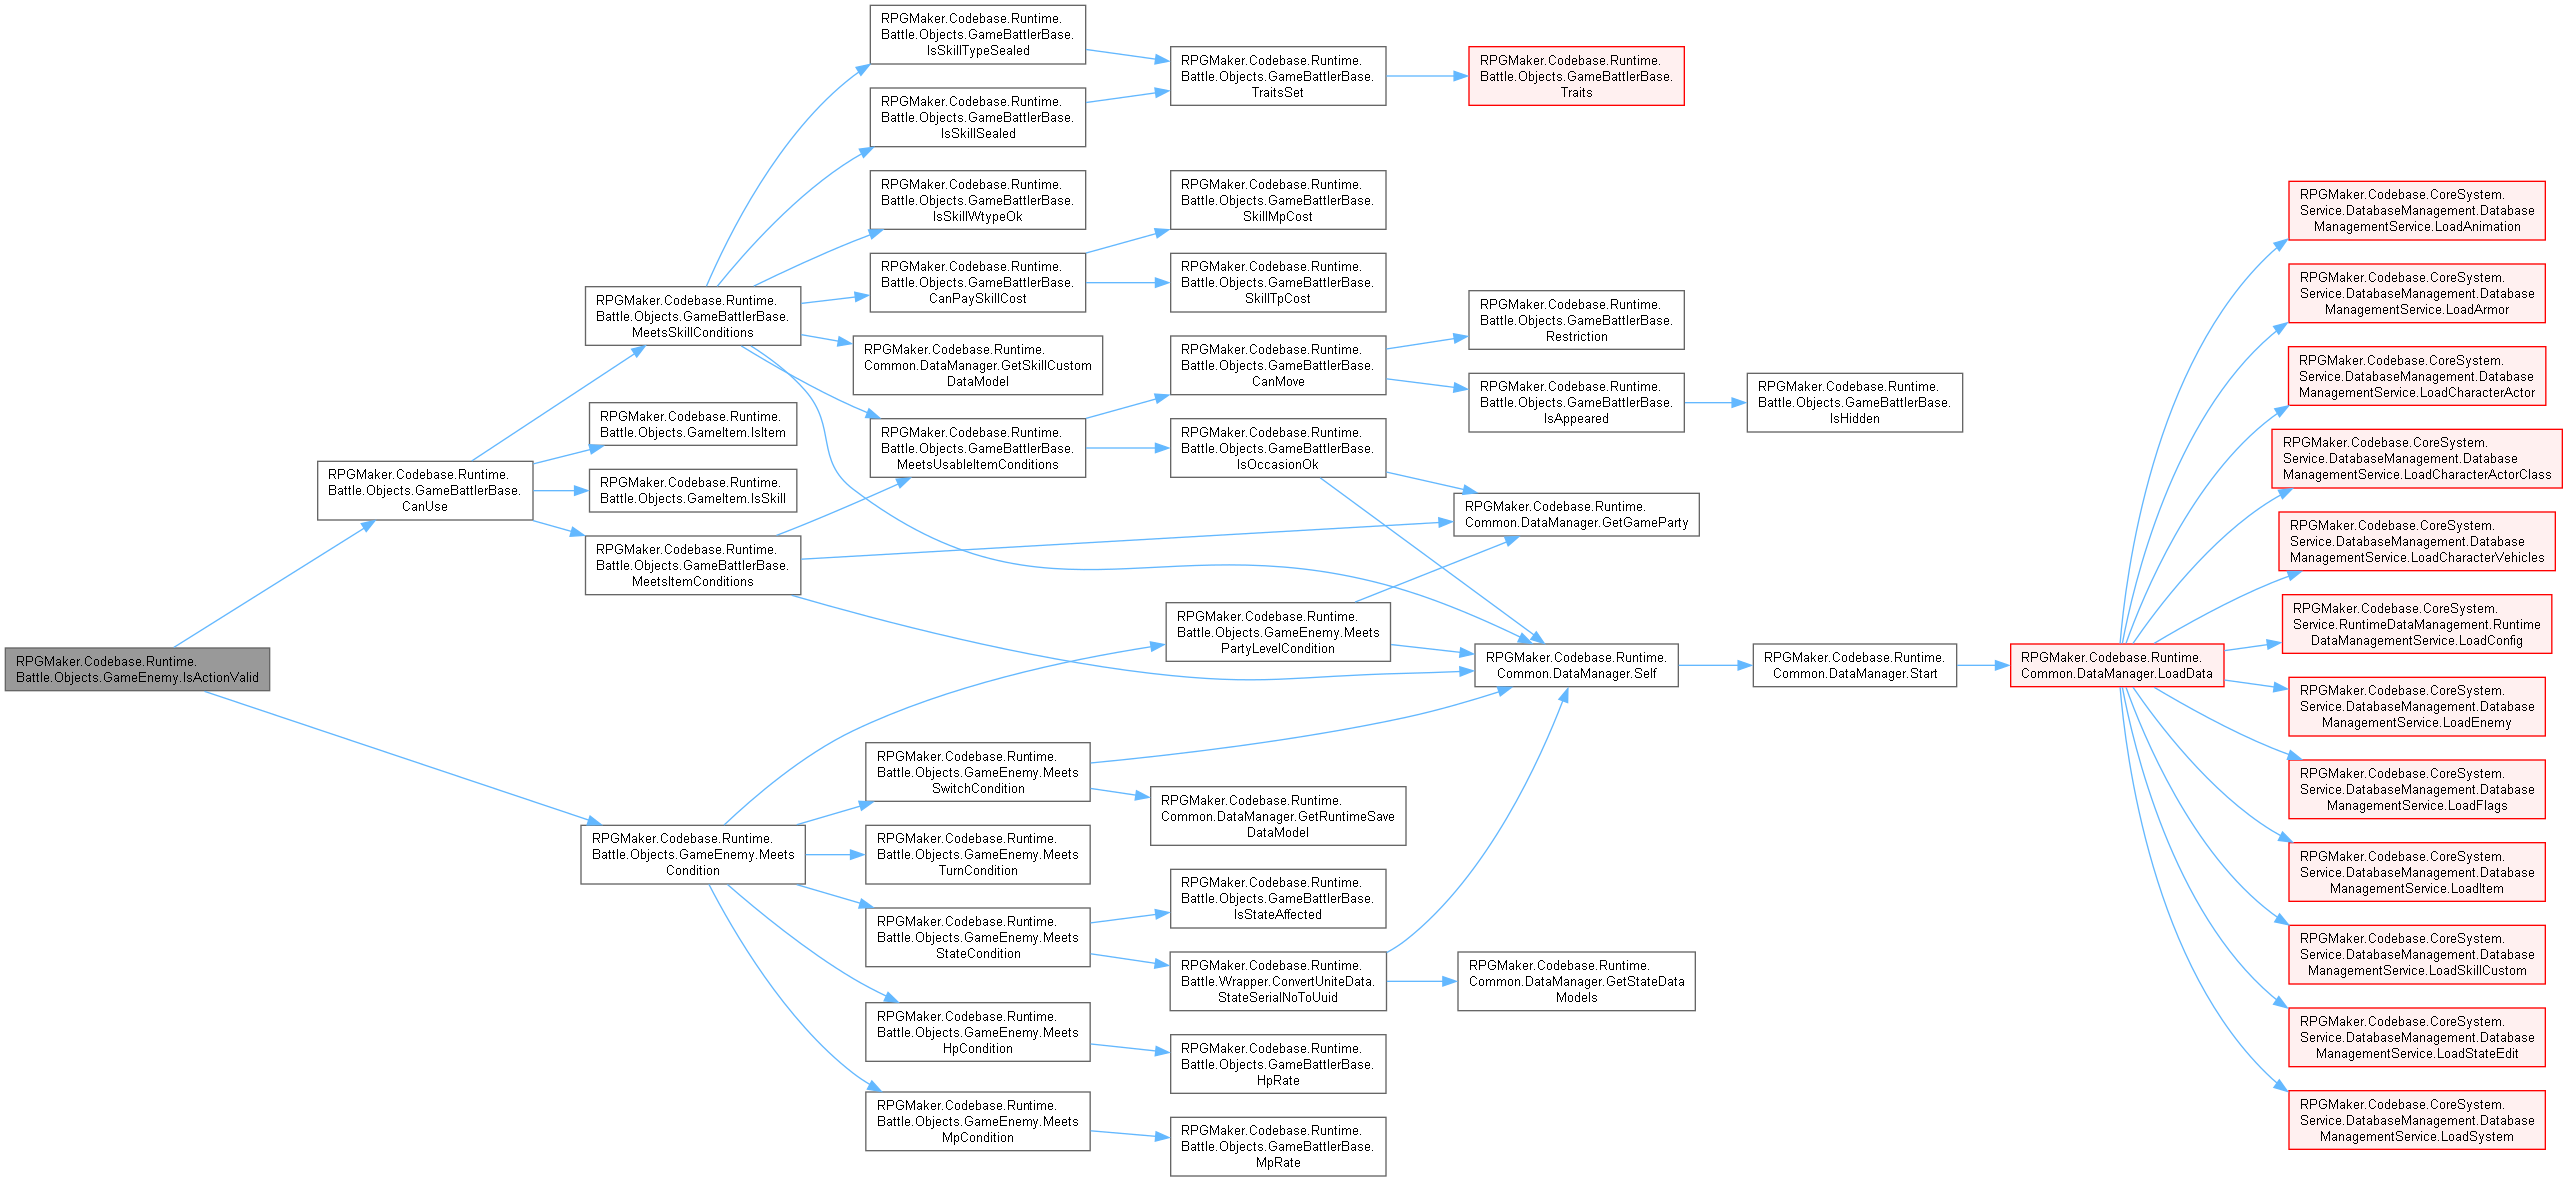 RPGMaker.Codebase.Runtime.
Battle.Objects.GameEnemy.IsActionValid
RPGMaker.Codebase.Runtime.
Battle.Objects.GameBattlerBase.
CanUse
RPGMaker.Codebase.Runtime.
Battle.Objects.GameBattlerBase.
MeetsSkillConditions
RPGMaker.Codebase.Runtime.
Battle.Objects.GameItem.IsItem
RPGMaker.Codebase.Runtime.
Battle.Objects.GameItem.IsSkill
RPGMaker.Codebase.Runtime.
Battle.Objects.GameBattlerBase.
MeetsItemConditions
RPGMaker.Codebase.Runtime.
Battle.Objects.GameEnemy.Meets
Condition
RPGMaker.Codebase.Runtime.
Battle.Objects.GameBattlerBase.
IsSkillTypeSealed
RPGMaker.Codebase.Runtime.
Battle.Objects.GameBattlerBase.
IsSkillSealed
RPGMaker.Codebase.Runtime.
Battle.Objects.GameBattlerBase.
IsSkillWtypeOk
RPGMaker.Codebase.Runtime.
Battle.Objects.GameBattlerBase.
CanPaySkillCost
RPGMaker.Codebase.Runtime.
Common.DataManager.GetSkillCustom
DataModel
RPGMaker.Codebase.Runtime.
Battle.Objects.GameBattlerBase.
MeetsUsableItemConditions
RPGMaker.Codebase.Runtime.
Battle.Objects.GameEnemy.Meets
SwitchCondition
RPGMaker.Codebase.Runtime.
Battle.Objects.GameEnemy.Meets
TurnCondition
RPGMaker.Codebase.Runtime.
Battle.Objects.GameEnemy.Meets
StateCondition
RPGMaker.Codebase.Runtime.
Battle.Objects.GameEnemy.Meets
HpCondition
RPGMaker.Codebase.Runtime.
Battle.Objects.GameEnemy.Meets
MpCondition
RPGMaker.Codebase.Runtime.
Battle.Objects.GameBattlerBase.
TraitsSet
RPGMaker.Codebase.Runtime.
Battle.Objects.GameBattlerBase.
SkillMpCost
RPGMaker.Codebase.Runtime.
Battle.Objects.GameBattlerBase.
SkillTpCost
RPGMaker.Codebase.Runtime.
Battle.Objects.GameBattlerBase.
CanMove
RPGMaker.Codebase.Runtime.
Battle.Objects.GameBattlerBase.
IsOccasionOk
RPGMaker.Codebase.Runtime.
Battle.Objects.GameEnemy.Meets
PartyLevelCondition
RPGMaker.Codebase.Runtime.
Common.DataManager.GetRuntimeSave
DataModel
RPGMaker.Codebase.Runtime.
Battle.Objects.GameBattlerBase.
IsStateAffected
RPGMaker.Codebase.Runtime.
Battle.Wrapper.ConvertUniteData.
StateSerialNoToUuid
RPGMaker.Codebase.Runtime.
Battle.Objects.GameBattlerBase.
HpRate
RPGMaker.Codebase.Runtime.
Battle.Objects.GameBattlerBase.
MpRate
RPGMaker.Codebase.Runtime.
Battle.Objects.GameBattlerBase.
Traits
RPGMaker.Codebase.Runtime.
Battle.Objects.GameBattlerBase.
Restriction
RPGMaker.Codebase.Runtime.
Battle.Objects.GameBattlerBase.
IsAppeared
RPGMaker.Codebase.Runtime.
Common.DataManager.GetGameParty
RPGMaker.Codebase.Runtime.
Common.DataManager.Self
RPGMaker.Codebase.Runtime.
Common.DataManager.GetStateData
Models
RPGMaker.Codebase.Runtime.
Battle.Objects.GameBattlerBase.
IsHidden
RPGMaker.Codebase.Runtime.
Common.DataManager.Start
RPGMaker.Codebase.Runtime.
Common.DataManager.LoadData
RPGMaker.Codebase.CoreSystem.
Service.DatabaseManagement.Database
ManagementService.LoadAnimation
RPGMaker.Codebase.CoreSystem.
Service.DatabaseManagement.Database
ManagementService.LoadArmor
RPGMaker.Codebase.CoreSystem.
Service.DatabaseManagement.Database
ManagementService.LoadCharacterActor
RPGMaker.Codebase.CoreSystem.
Service.DatabaseManagement.Database
ManagementService.LoadCharacterActorClass
RPGMaker.Codebase.CoreSystem.
Service.DatabaseManagement.Database
ManagementService.LoadCharacterVehicles
RPGMaker.Codebase.CoreSystem.
Service.RuntimeDataManagement.Runtime
DataManagementService.LoadConfig
RPGMaker.Codebase.CoreSystem.
Service.DatabaseManagement.Database
ManagementService.LoadEnemy
RPGMaker.Codebase.CoreSystem.
Service.DatabaseManagement.Database
ManagementService.LoadFlags
RPGMaker.Codebase.CoreSystem.
Service.DatabaseManagement.Database
ManagementService.LoadItem
RPGMaker.Codebase.CoreSystem.
Service.DatabaseManagement.Database
ManagementService.LoadSkillCustom
RPGMaker.Codebase.CoreSystem.
Service.DatabaseManagement.Database
ManagementService.LoadStateEdit
RPGMaker.Codebase.CoreSystem.
Service.DatabaseManagement.Database
ManagementService.LoadSystem